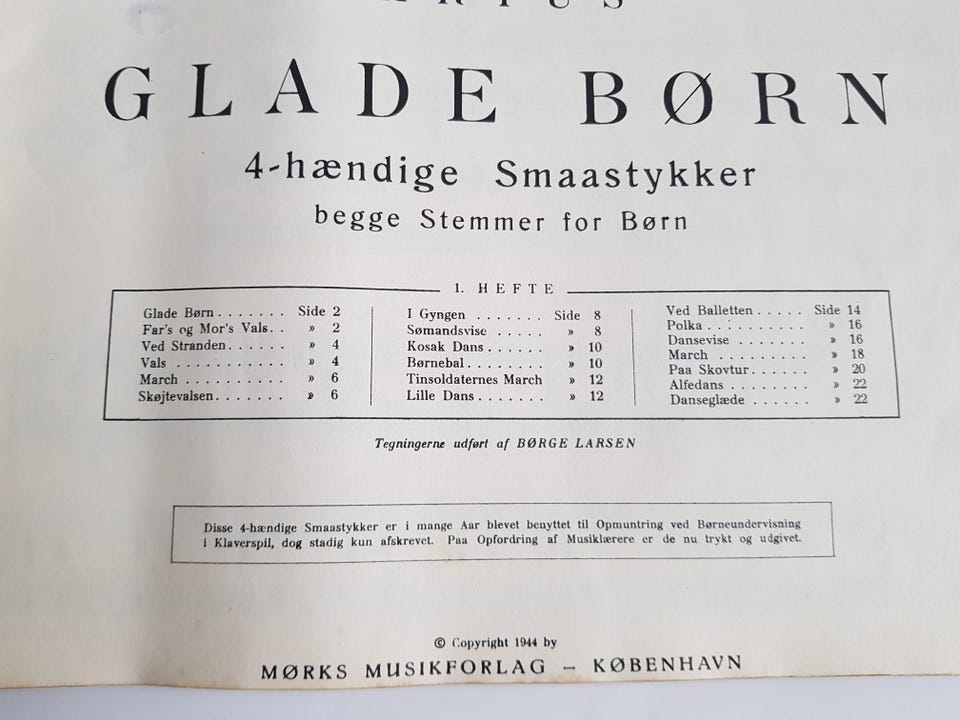 GLADE BØRN
4-hændige Smaastykker
begge Stemmer for Børn
1. HEFTE
Glade Børn . . . . . . . Side 2
Far's og Mor's Vals. . » 2
Ved Stranden. . . . . . » 4
Vals . . . . . . . . . . . » 4
March . . . . . . . . . . » 6
Skøjtevalsen. . . . . . . » 6
I Gyngen . . . . . . . Side 8
Sømandsvise . . . . . » 8
Kosak Dans . . . . . . » 10
Børnebal. . . . . . . . » 10
Tinsoldaternes March » 12
Lille Dans . . . . . . . » 12
Ved Balletten . . . . . Side 14
Polka . . . . . . . . . . » 16
Dansevise . . . . . . . » 16
March . . . . . . . . . » 18
Paa Skovtur. . . . . . » 20
Alfedans . . . . . . . . » 22
Danseglæde . . . . . . » 22
Tegningerne udført af BØRGE LARSEN
Disse 4-hændige Smaastykker er i mange Aar blevet benyttet til Opmuntring ved Børneundervisning
i Klaverspil, dog stadig kun afskrevet. Paa Opfordring af Musiklærere er de nu trykt og udgivet.
© Copyright 1944 by
MØRKS MUSIKFORLAG – KØBENHAVN